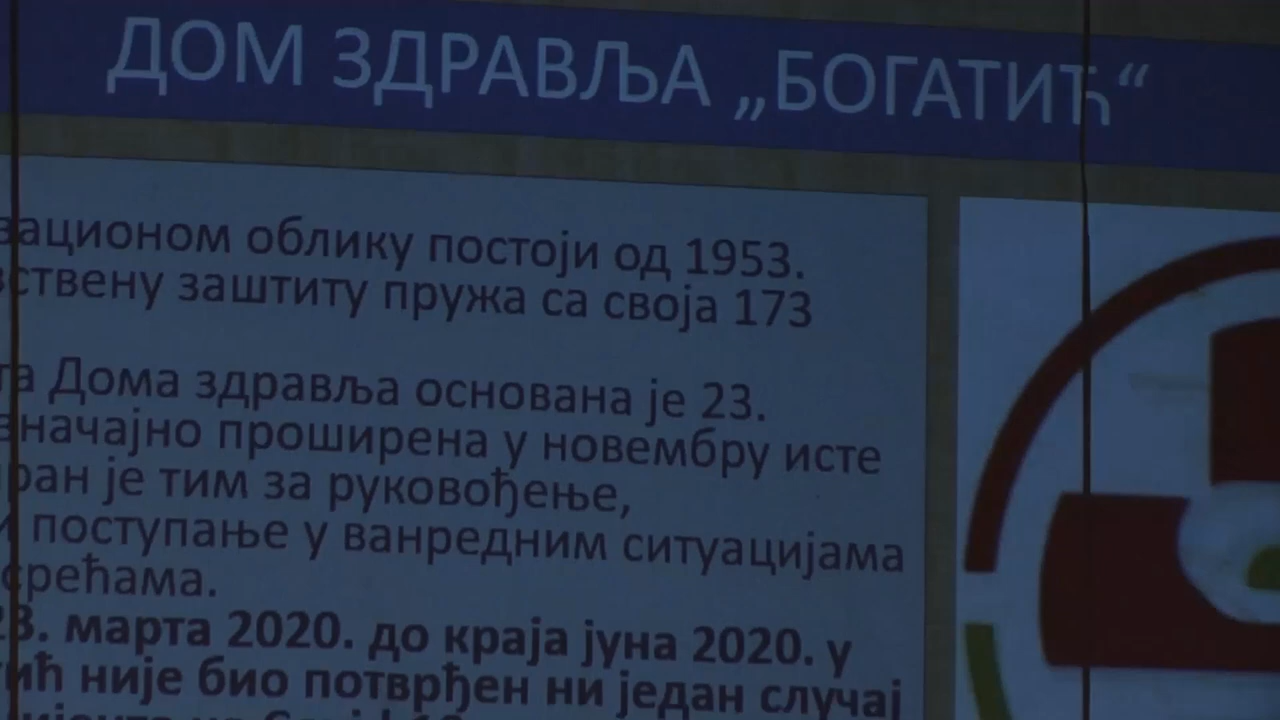 ДОМ ЗДРАВЉА „БОГАТИЋ“
зационом облику постоји од 1953.
вствену заштиту пружа са своја 173
та Дома здравља основана је 23.
значајно проширена у новембру исте
ран је тим за руковођење,
и поступање у ванредним ситуацијама
срећама.
23. марта 2020. до краја јуна 2020. у
тић није био потврђен ни један случај